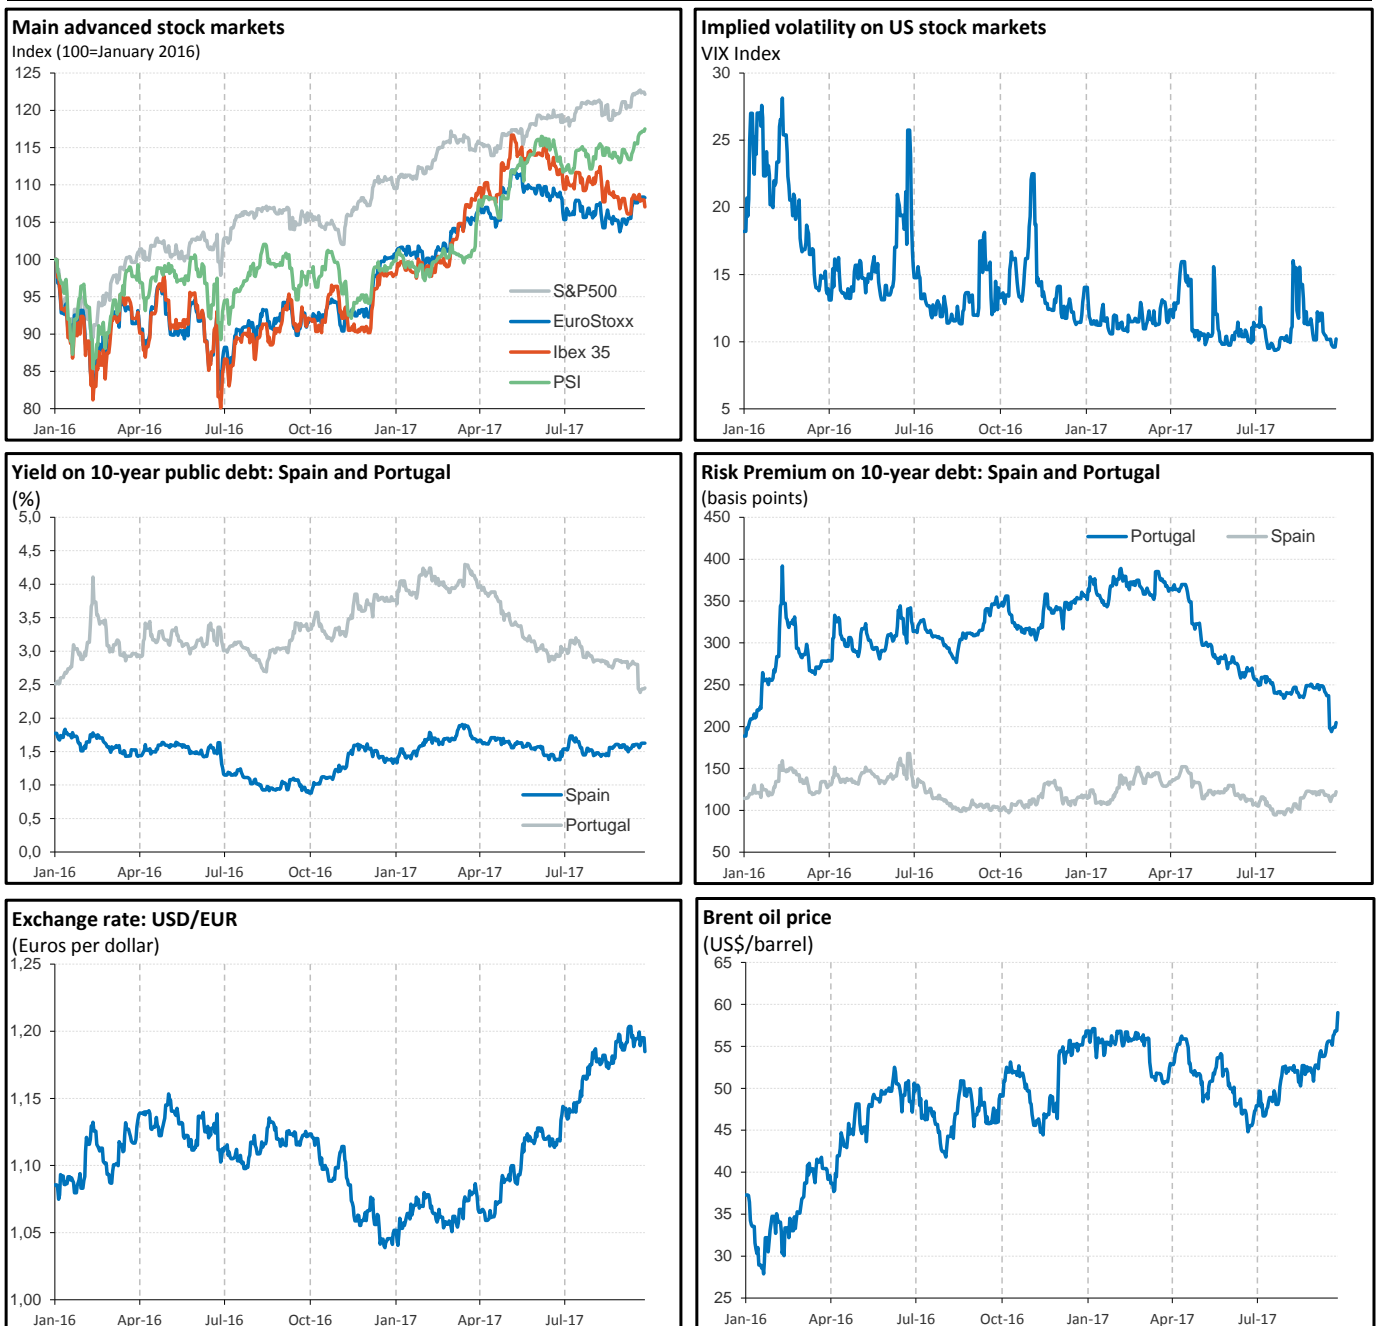 Main advanced stock markets
Index (100=January 2016)
125
120
115
110
105
100
95
90
85
80
S&P500
EuroStoxx
Ibex 35
PSI
Jan-16 Apr-16 Jul-16 Oct-16 Jan-17 Apr-17 Jul-17
Implied volatility on US stock markets
VIX Index
30
25
20
15
10
5
Jan-16 Apr-16 Jul-16 Oct-16 Jan-17 Apr-17 Jul-17
Yield on 10-year public debt: Spain and Portugal
(%)
5,0
4,5
4,0
3,5
3,0
2,5
2,0
1,5
1,0
0,5
0,0
Spain
Portugal
Jan-16 Apr-16 Jul-16 Oct-16 Jan-17 Apr-17 Jul-17
Risk Premium on 10-year debt: Spain and Portugal
(basis points)
450
400
350
300
250
200
150
100
50
Portugal Spain
Jan-16 Apr-16 Jul-16 Oct-16 Jan-17 Apr-17 Jul-17
Exchange rate: USD/EUR
(Euros per dollar)
1,25
1,20
1,15
1,10
1,05
1,00
Jan-16 Apr-16 Jul-16 Oct-16 Jan-17 Apr-17 Jul-17
Brent oil price
(US$/barrel)
65
60
55
50
45
40
35
30
25
Jan-16 Apr-16 Jul-16 Oct-16 Jan-17 Apr-17 Jul-17